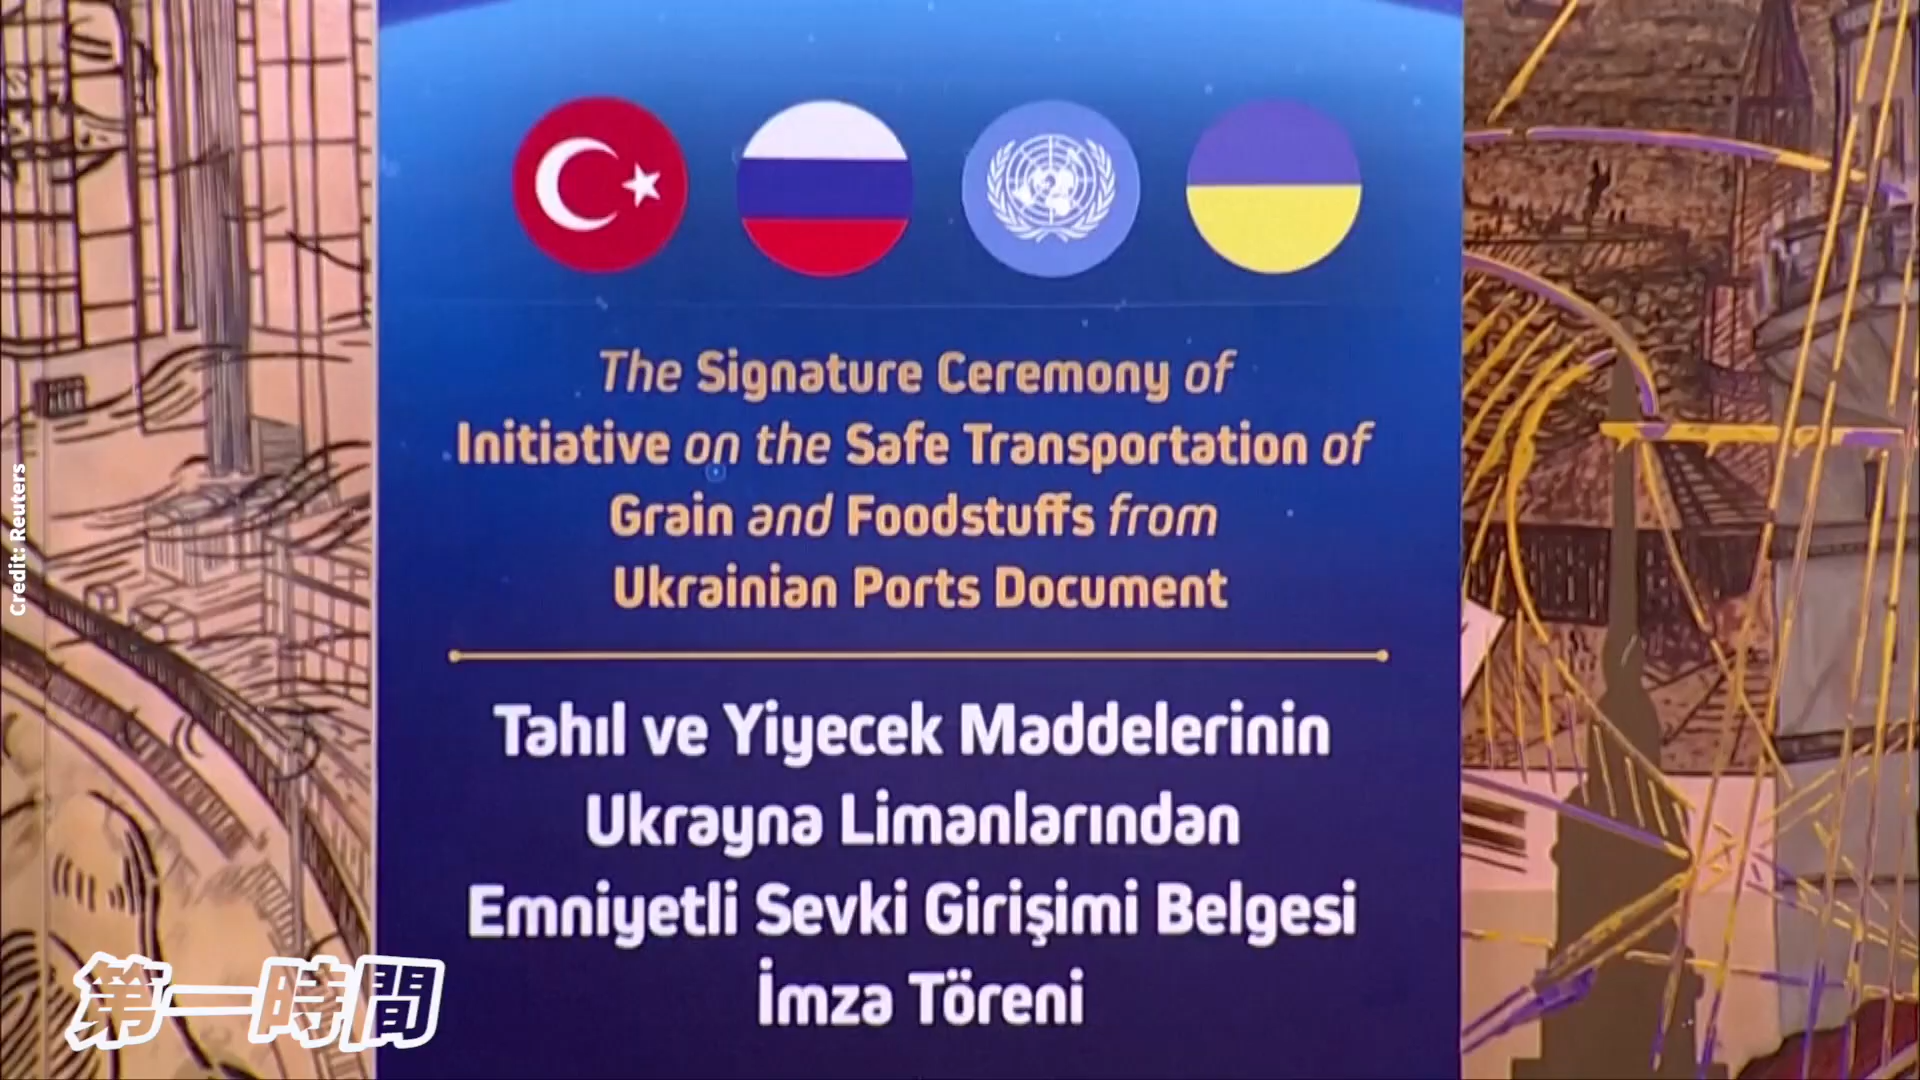 The Signature Ceremony of
Initiative on the Safe Transportation of
Grain and Foodstuffs from
Ukrainian Ports Document
Tahıl ve Yiyecek Maddelerinin
Ukrayna Limanlarından
Emniyetli Sevki Girişimi Belgesi
İmza Töreni
Credit: Reuters
第一時間